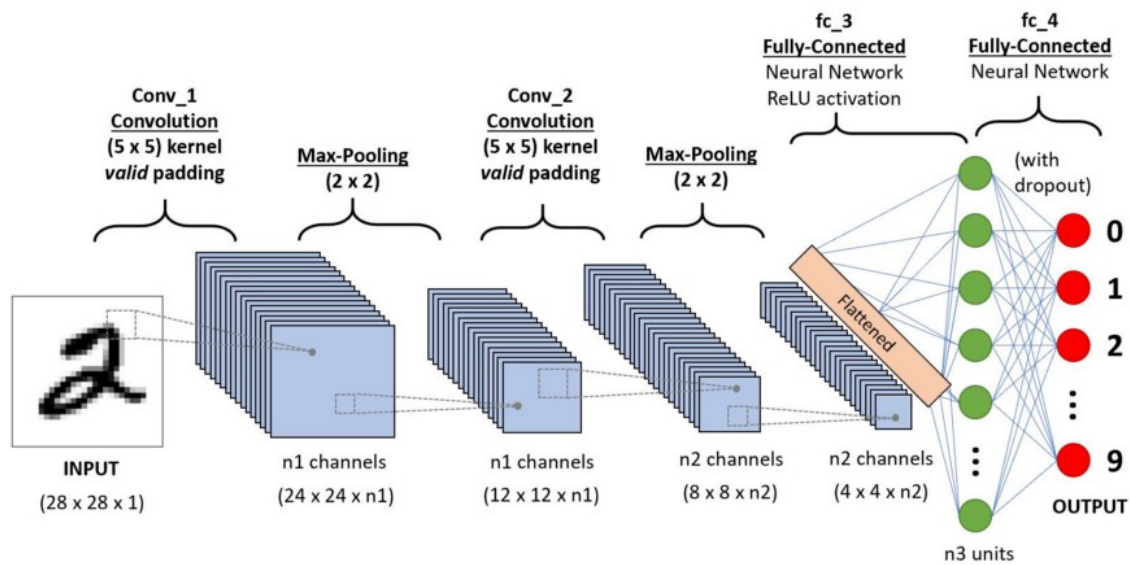 fc_3
Fully-Connected
Neural Network
ReLU activation
fc_4
Fully-Connected
Neural Network
Conv_1
Convolution
(5 x 5) kernel
valid padding
Max-Pooling
(2 x 2)
Conv_2
Convolution
(5 x 5) kernel
valid padding
Max-Pooling
(2 x 2)
(with
dropout)
Flattened
0
1
2
...
9
...
INPUT
(28 x 28 x 1)
n1 channels
(24 x 24 x n1)
n1 channels
(12 x 12 x n1)
n2 channels
(8 x 8 x n2)
n2 channels
(4 x 4 x n2)
OUTPUT
n3 units